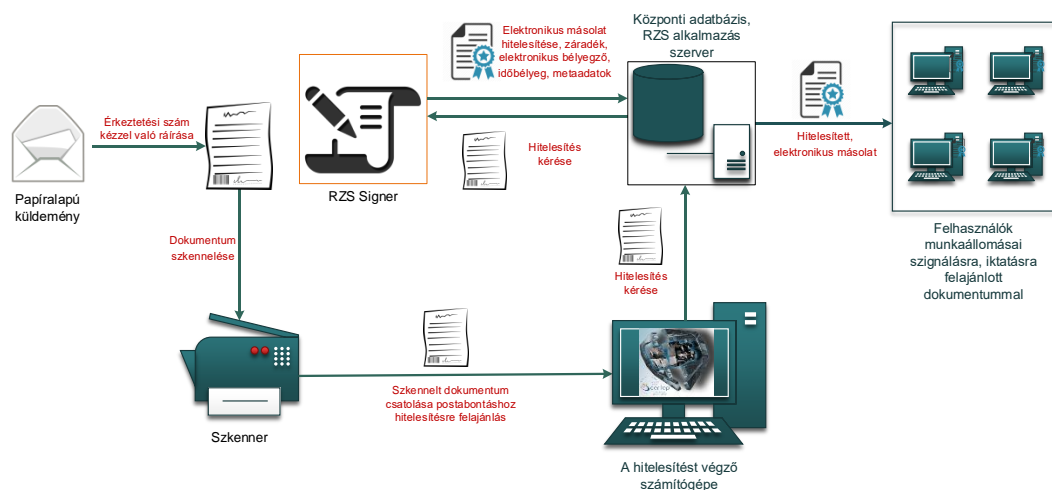 Papíralapú
küldemény
Érkeztetési szám
kézzel való ráírása
Dokumentum
szkennelése
Szkenner
Szkennelt dokumentum
csatolása postabontáshoz
hitelesítésre felajánlás
A hitelesítést végző
számítógépe
Hitelesítés
kérése
RZS Signer
Hitelesítés
kérése
Elektronikus másolat
hitelesítése, záradék,
elektronikus bélyegző,
időbélyeg, metaadatok
Központi adatbázis,
RZS alkalmazás
szerver
Hitelesített,
elektronikus másolat
Felhasználók
munkaállomásai
szignálásra, iktatásra
felajánlott
dokumentummal